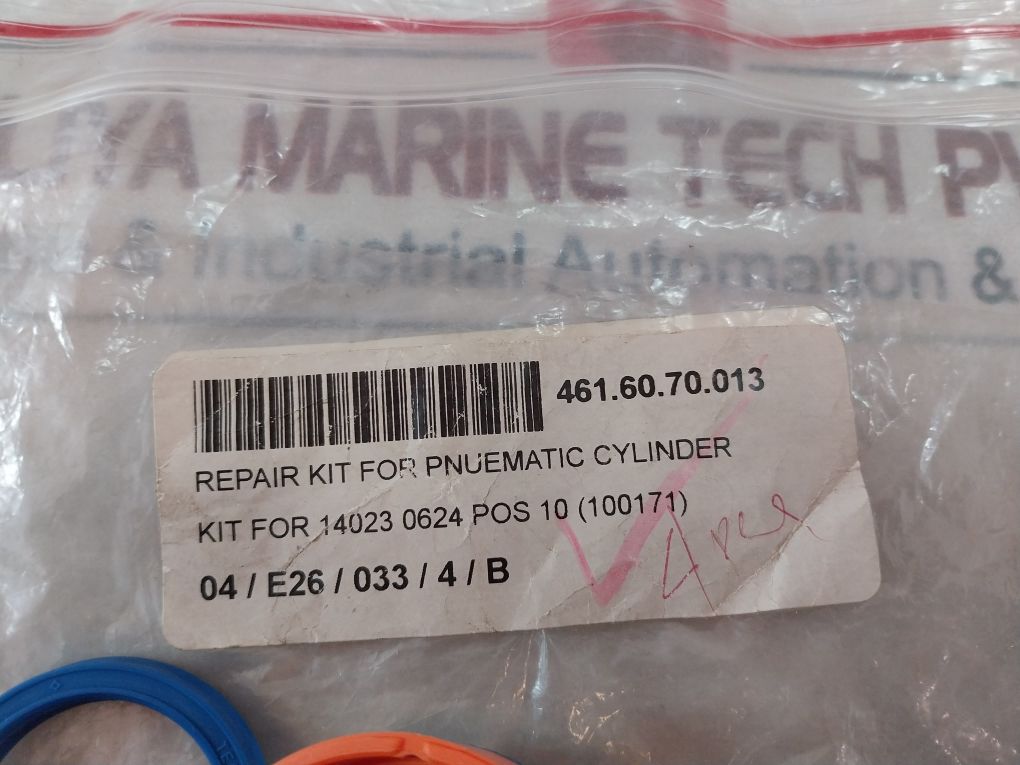 MARINE TECH
& Industrial Automation &
461.60.70.013
REPAIR KIT FOR PNUEMATIC CYLINDER
KIT FOR 14023 0624 POS 10 (100171)
04 / E26 / 033 / 4 / B